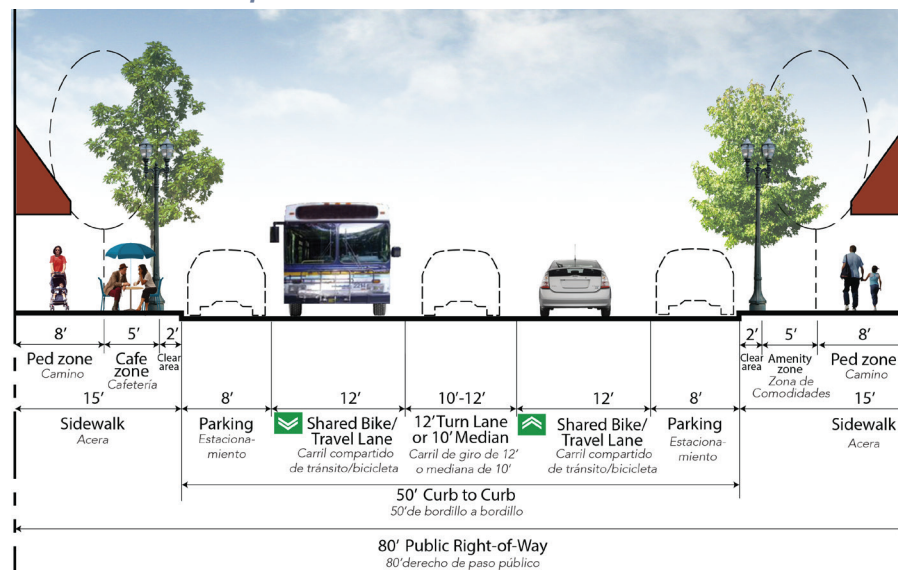 8’
5’
2’
2’
5’
8’
Ped zone
Camino
Cafe
zone
Cafetería
Clear
area
Clear
area
Amenity
zone
Zona de
Comodidades
Ped zone
Camino
15’
8’
12’
10’-12’
12’
8’
15’
Sidewalk
Acera
Parking
Estaciona-
miento
Shared Bike/
Travel Lane
Carril compartido
de tránsito/bicicleta
12’ Turn Lane
or 10’ Median
Carril de giro de 12’
o mediana de 10’
Shared Bike/
Travel Lane
Carril compartido
de tránsito/bicicleta
Parking
Estaciona-
miento
Sidewalk
Acera
50’ Curb to Curb
50’de bordillo a bordillo
80’ Public Right-of-Way
80’derecho de paso público